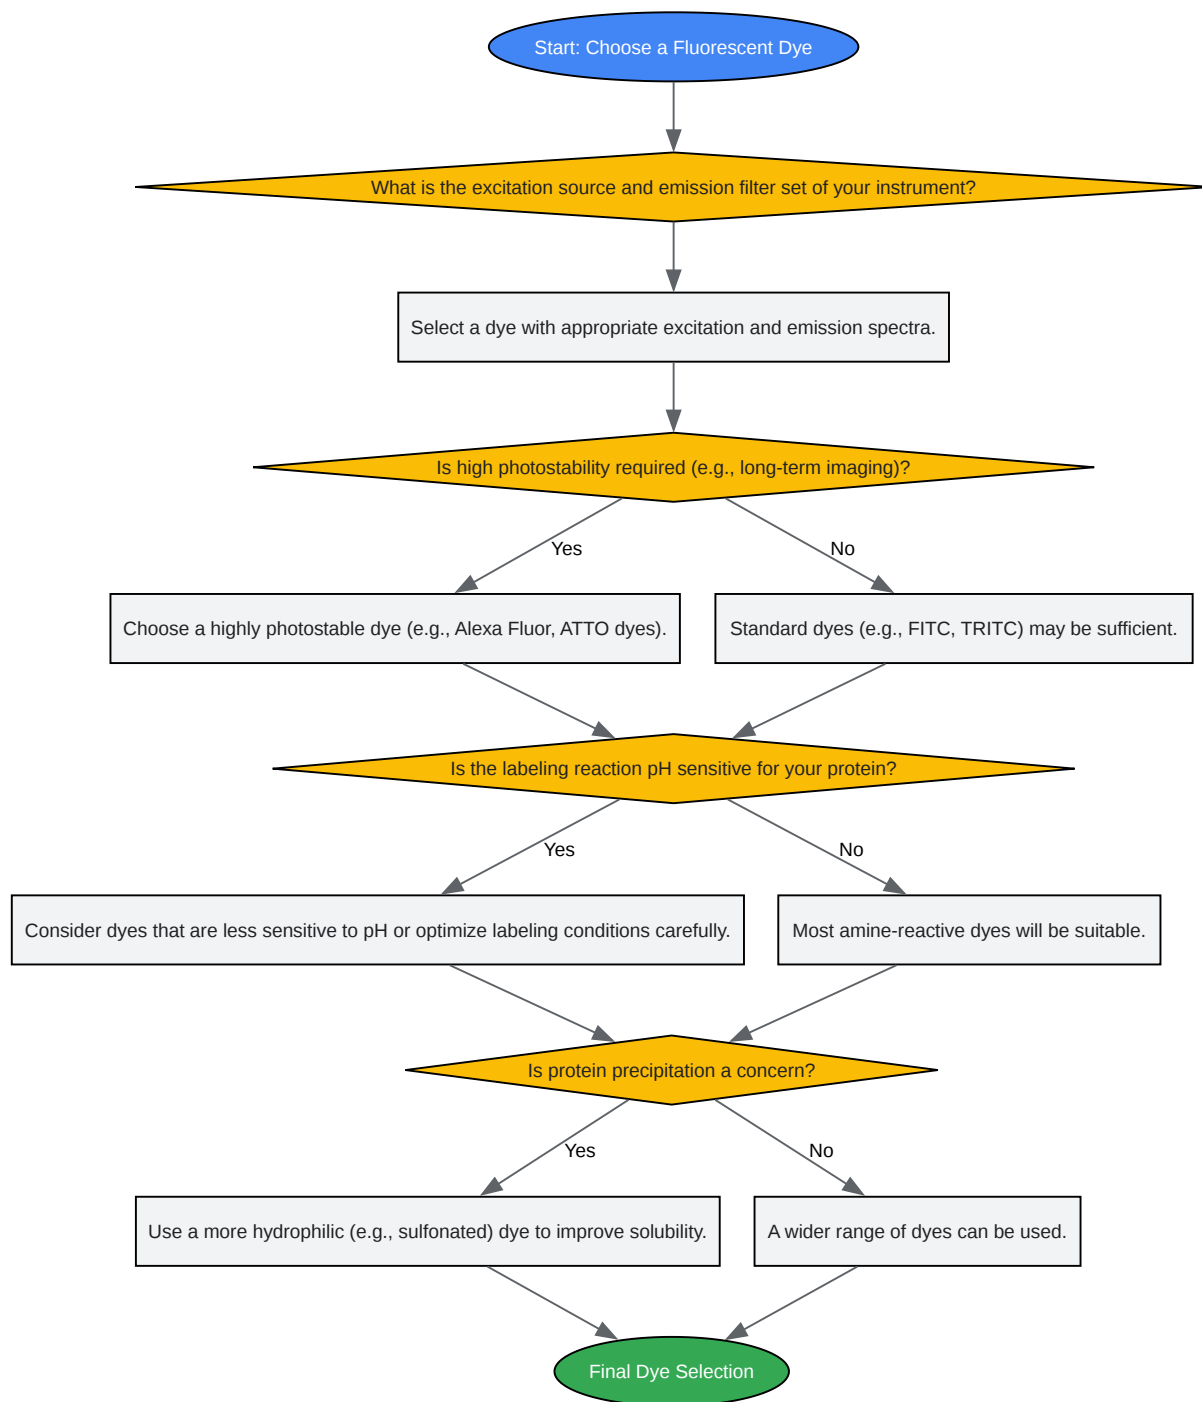 Start: Choose a Fluorescent Dye
What is the excitation source and emission filter set of your instrument?
Select a dye with appropriate excitation and emission spectra.
Is high photostability required (e.g., long-term imaging)?
Yes
No
Choose a highly photostable dye (e.g., Alexa Fluor, ATTO dyes).
Standard dyes (e.g., FITC, TRITC) may be sufficient.
Is the labeling reaction pH sensitive for your protein?
Yes
No
Consider dyes that are less sensitive to pH or optimize labeling conditions carefully.
Most amine-reactive dyes will be suitable.
Is protein precipitation a concern?
Yes
No
Use a more hydrophilic (e.g., sulfonated) dye to improve solubility.
A wider range of dyes can be used.
Final Dye Selection